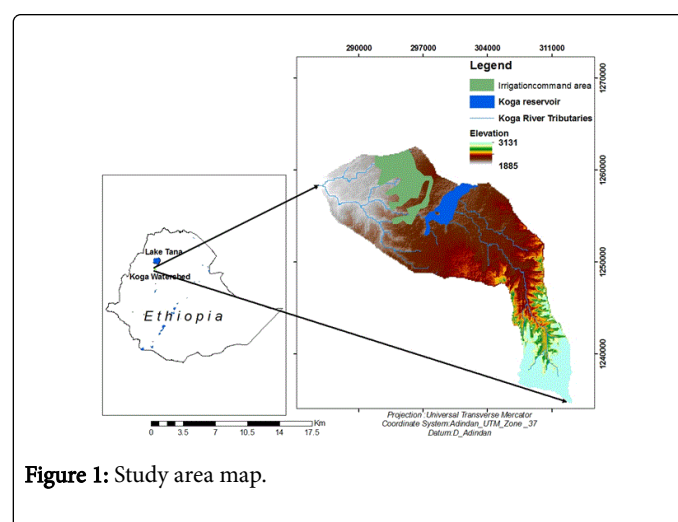 290000 297000 304000 311000
Legend
Irrigationcommand area
Koga reservoir
Koga River Tributaries
Elevation
3131
1885
1270000
1260000
1250000
1240000
Lake Tana
Koga Watershed
Ethiopia
Km
0 3.5 7 10.5 14 17.5
Projection :Universal Transverse Mercator
Coordinate System:Adindan_UTM_Zone _37
Datum:D_Adindan
Figure 1: Study area map.